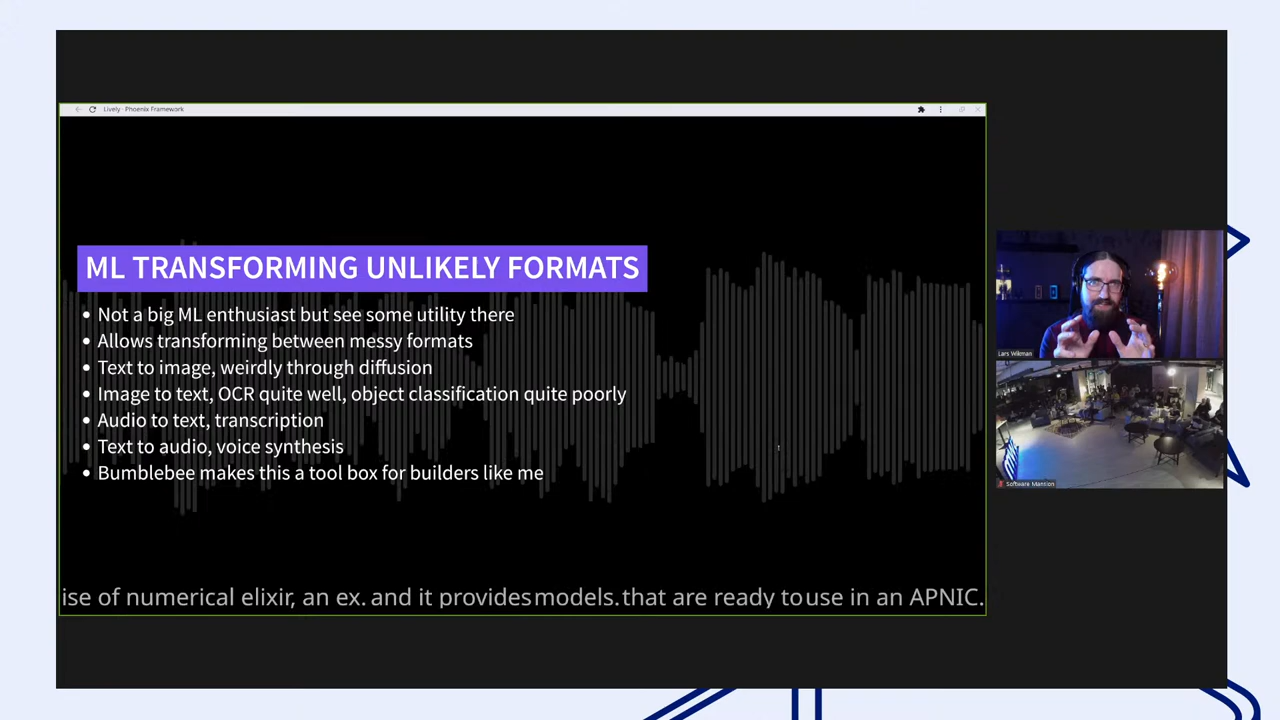 Lively · Phoenix Framework
ML TRANSFORMING UNLIKELY FORMATS
• Not a big ML enthusiast but see some utility there
• Allows transforming between messy formats
• Text to image, weirdly through diffusion
• Image to text, OCR quite well, object classification quite poorly
• Audio to text, transcription
• Text to audio, voice synthesis
• Bumblebee makes this a tool box for builders like me
ise of numerical elixir, an ex. and it provides models. that are ready to use in an APNIC.
Lars Wikman
Software Mansion